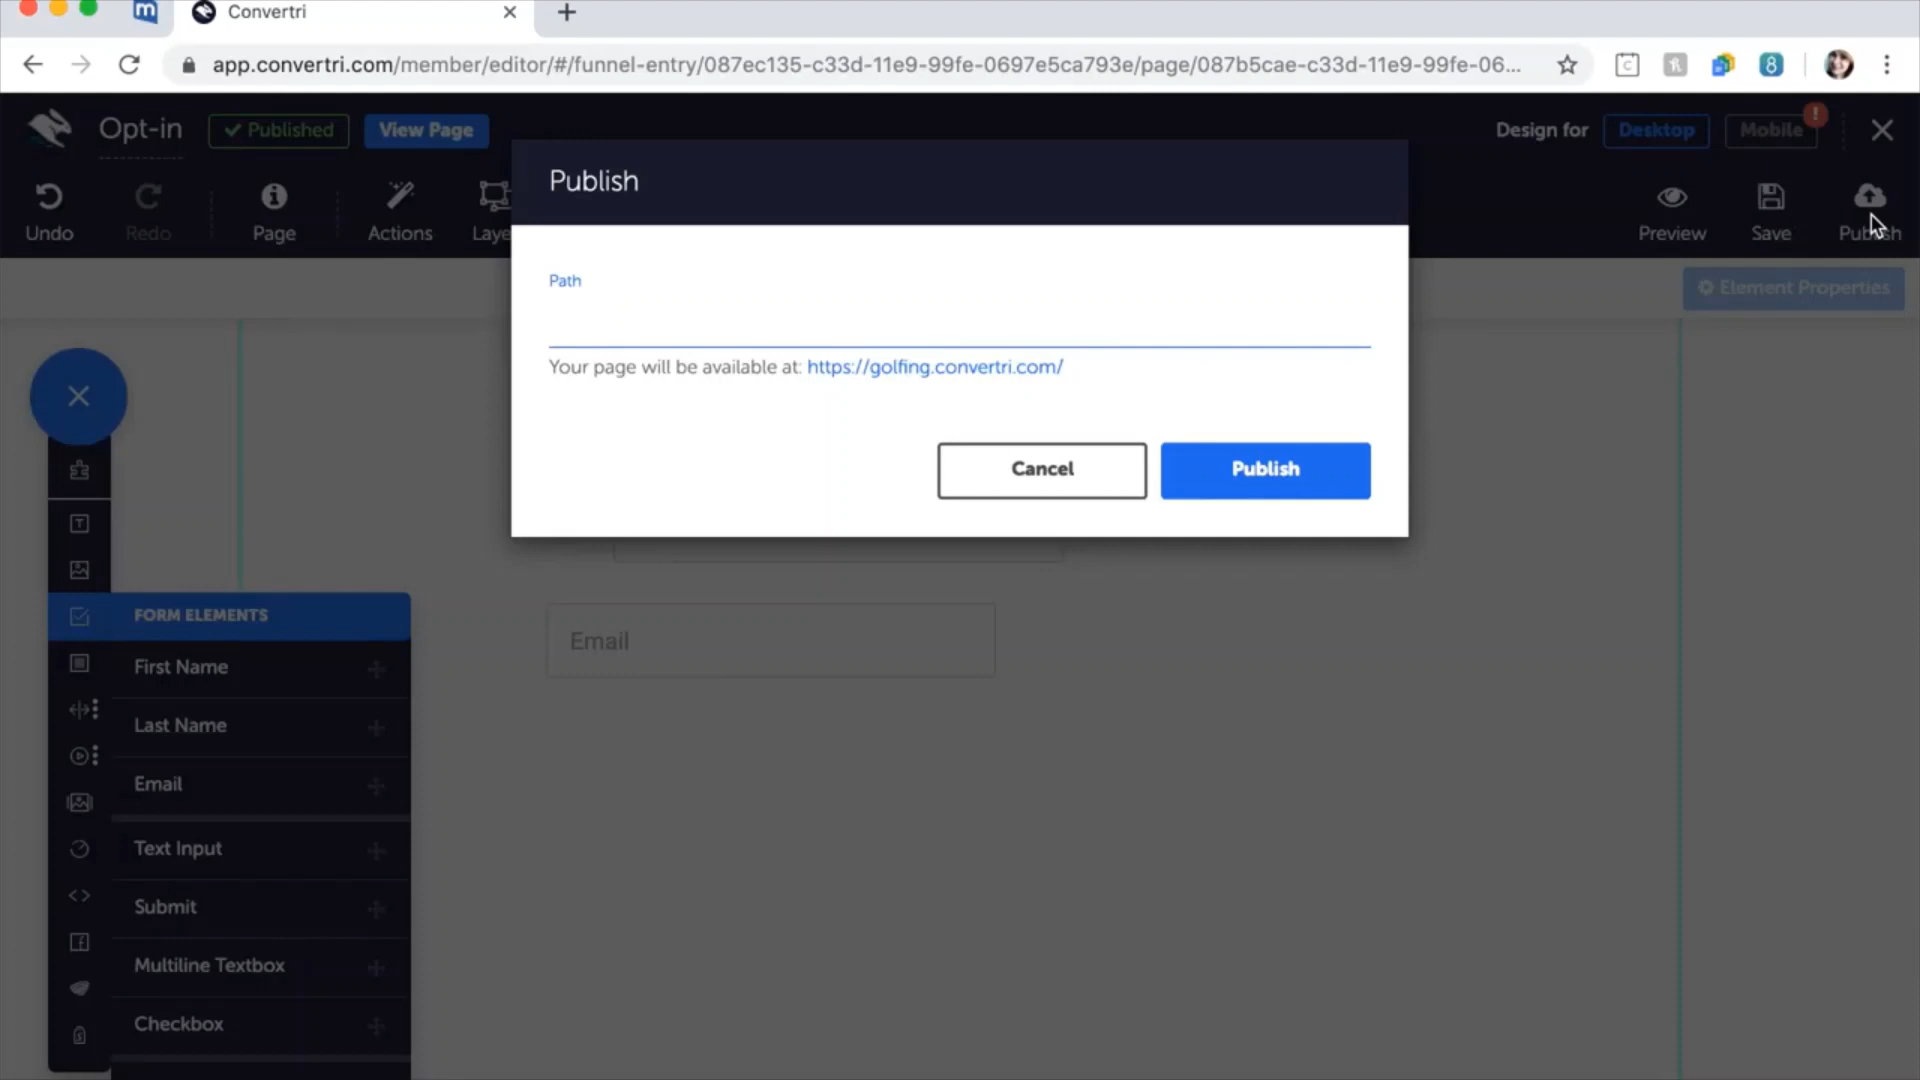 Convertri
app.convertri.com/member/editor/#/funnel-entry/087ec135-c33d-11e9-99fe-0697e5ca793e/page/087b5cae-c33d-11e9-99fe-06...
Opt-in
Published
View Page
Design for
Desktop
Mobile
!
Undo
Redo
Page
Actions
Laye
Preview
Save
Publish
Publish
Element Properties
Path
Your page will be available at: https://golfing.convertri.com/
Cancel
Publish
FORM ELEMENTS
First Name
Last Name
Email
Text Input
Submit
Multiline Textbox
Checkbox
Email